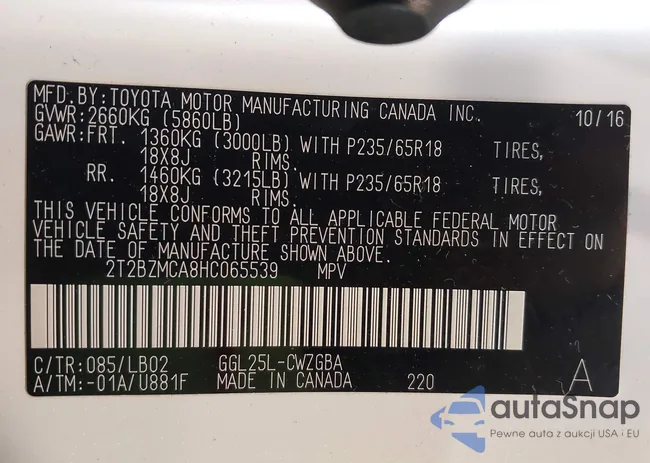 MFD.BY:TOYOTA MOTOR MANUFACTURING CANADA INC. 10/16
GVWR:2660KG (5860LB)
GAWR:FRT. 1360KG (3000LB) WITH P235/65R18 TIRES,
18X8J RIMS.
RR. 1460KG (3215LB) WITH P235/65R18 TIRES,
18X8J RIMS.
THIS VEHICLE CONFORMS TO ALL APPLICABLE FEDERAL MOTOR
VEHICLE SAFETY AND THEFT PREVENTION STANDARDS IN EFFECT ON
THE DATE OF MANUFACTURE SHOWN ABOVE.
2T2BZMCA8HC065539 MPV
C/TR:085/LB02 GGL25L-CWZGBA
A/TM:-01A/U881F MADE IN CANADA 220 A
autaSnap
Pewne auta z aukcji USA i EU